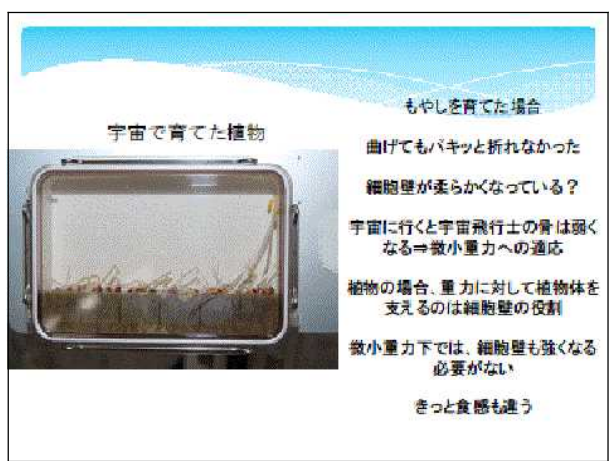 宇宙で育てた植物
もやしを育てた場合
曲げてもバキッと折れなかった
細胞壁が柔らかくなっている？
宇宙に行くと宇宙飛行士の骨は弱く
なる⇒微小重力への適応
植物の場合、重力に対して植物体を
支えるのは細胞壁の役割
微小重力下では、細胞壁も強くなる
必要がない
きっと食感も違う